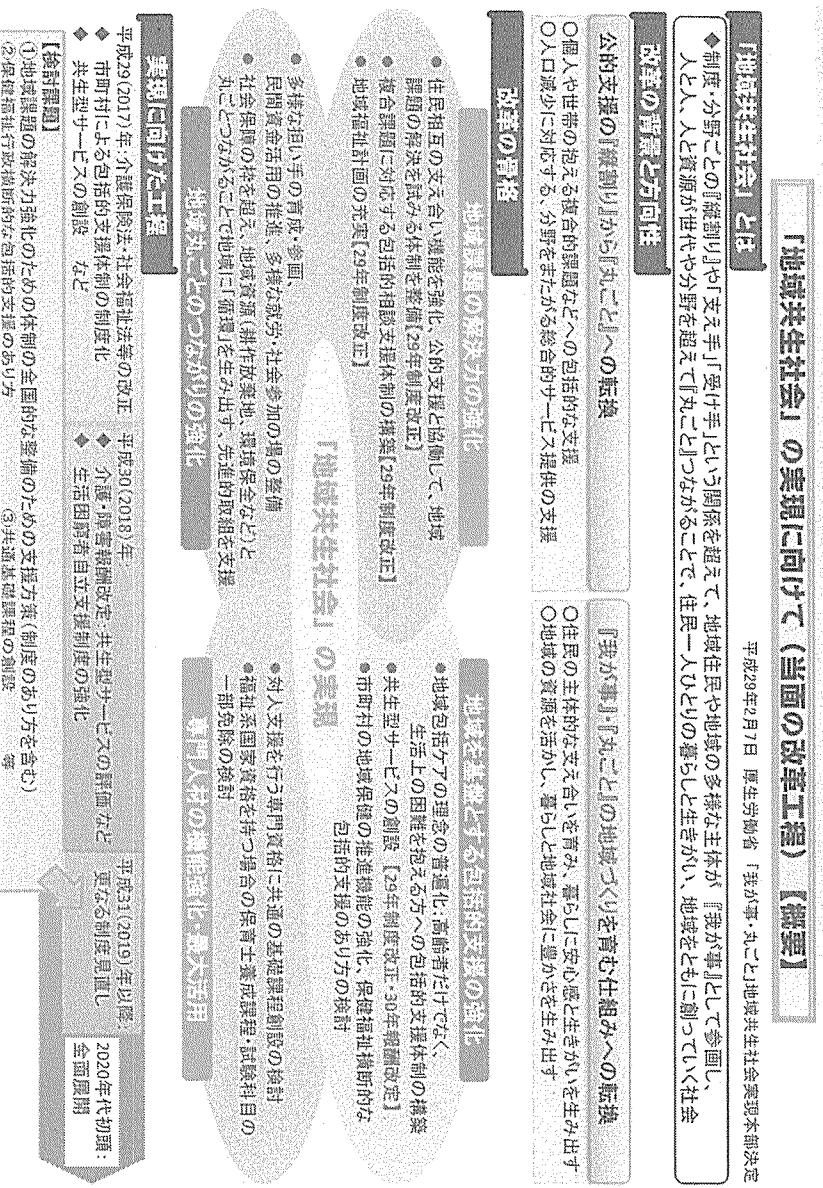 「地域共生社会」の実現に向けて（当面の改革工程）【概要】
平成29年2月7日 厚生労働省 「我が事・丸ごと」地域共生社会実現本部決定
「地域共生社会」とは
◆制度・分野ごとの『縦割り』や「支え手」「受け手」という関係を超えて、地域住民や地域の多様な主体が『我が事』として参画し、
人と人、人と資源が世代や分野を超えて『丸ごと』つながることで、住民一人ひとりの暮らしと生きがい、地域をともに創っていく社会
改革の背景と方向性
公的支援の『縦割り』から『丸ごと』への転換
○個人や世帯の抱える複合的課題などへの包括的な支援
○人口減少に対応する、分野をまたがる総合的サービス提供の支援
『我が事』・『丸ごと』の地域づくりを育む仕組みへの転換
○住民の主体的な支え合いを育み、暮らしに安心感と生きがいを生み出す
○地域の資源を活かし、暮らしと地域社会に豊かさを生み出す
改革の骨格
地域課題の解決力の強化
●住民相互の支え合い機能を強化、公的支援と協働して、地域
課題の解決を試みる体制を整備【29年制度改正】
●複合課題に対応する包括的相談支援体制の構築【29年制度改正】
●地域福祉計画の充実【29年制度改正】
地域を基盤とする包括的支援の強化
●地域包括ケアの理念の普遍化：高齢者だけでなく、
生活上の困難を抱える方への包括的支援体制の構築
●共生型サービスの創設 【29年制度改正・30年報酬改定】
●市町村の地域保健の推進機能の強化、保健福祉横断的な
包括的支援のあり方の検討
「地域共生社会」の実現
●多様な担い手の育成・参画、
民間資金活用の推進、多様な就労・社会参加の場の整備
●社会保障の枠を超え、地域資源（耕作放棄地、環境保全など）と
丸ごとつながることで地域に「循環」を生み出す、先進的取組を支援
地域丸ごとのつながりの強化
●対人支援を行う専門資格に共通の基礎課程創設の検討
●福祉系国家資格を持つ場合の保育士養成課程・試験科目の
一部免除の検討
専門人材の機能強化・最大活用
実現に向けた工程
平成29(2017)年：介護保険法・社会福祉法等の改正
◆ 市町村による包括的支援体制の制度化
◆ 共生型サービスの創設 など
平成30(2018)年：
◆ 介護・障害報酬改定：共生型サービスの評価 など
◆ 生活困窮者自立支援制度の強化
平成31(2019)年以降：
更なる制度見直し
2020年代初頭：
全面展開
【検討課題】
①地域課題の解決力強化のための体制の全国的な整備のための支援方策（制度のあり方を含む）
②保健福祉行政横断的な包括的支援のあり方 ③共通基礎課程の創設 等